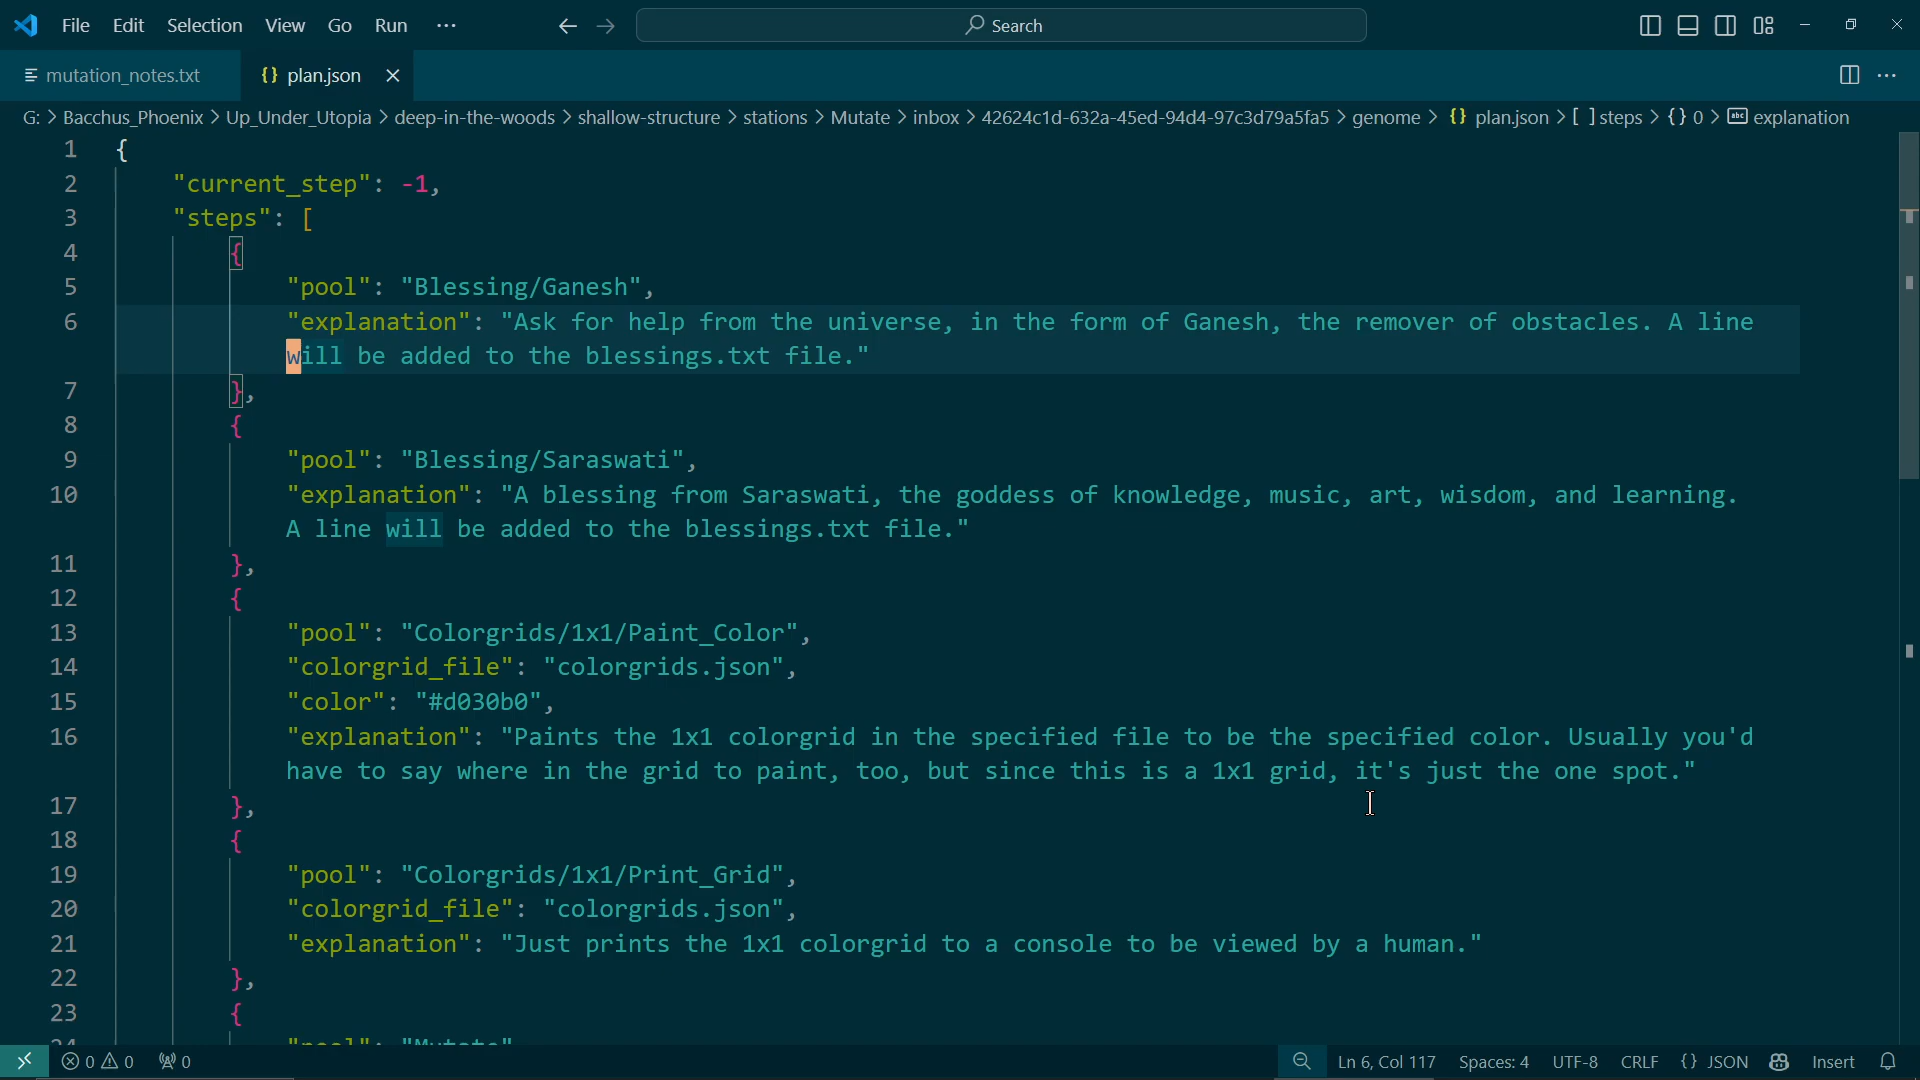 File Edit Selection View Go Run ... Search
mutation_notes.txt {} plan.json
G: > Bacchus_Phoenix > Up_Under_Utopia > deep-in-the-woods > shallow-structure > stations > Mutate > inbox > 42624c1d-632a-45ed-94d4-97c3d79a5fa5 > genome > {} plan.json > [ ] steps > {} 0 > abc explanation
1 {
2 "current_step": -1,
3 "steps": [
4 {
5 "pool": "Blessing/Ganesh",
6 "explanation": "Ask for help from the universe, in the form of Ganesh, the remover of obstacles. A line
will be added to the blessings.txt file."
7 },
8 {
9 "pool": "Blessing/Saraswati",
10 "explanation": "A blessing from Saraswati, the goddess of knowledge, music, art, wisdom, and learning.
A line will be added to the blessings.txt file."
11 },
12 {
13 "pool": "Colorgrids/1x1/Paint_Color",
14 "colorgrid_file": "colorgrids.json",
15 "color": "#d030b0",
16 "explanation": "Paints the 1x1 colorgrid in the specified file to be the specified color. Usually you'd
have to say where in the grid to paint, too, but since this is a 1x1 grid, it's just the one spot."
17 },
18 {
19 "pool": "Colorgrids/1x1/Print_Grid",
20 "colorgrid_file": "colorgrids.json",
21 "explanation": "Just prints the 1x1 colorgrid to a console to be viewed by a human."
22 },
23 {
24 "pool": "Mutate"
0 0 0 Ln 6, Col 117 Spaces: 4 UTF-8 CRLF {} JSON Insert